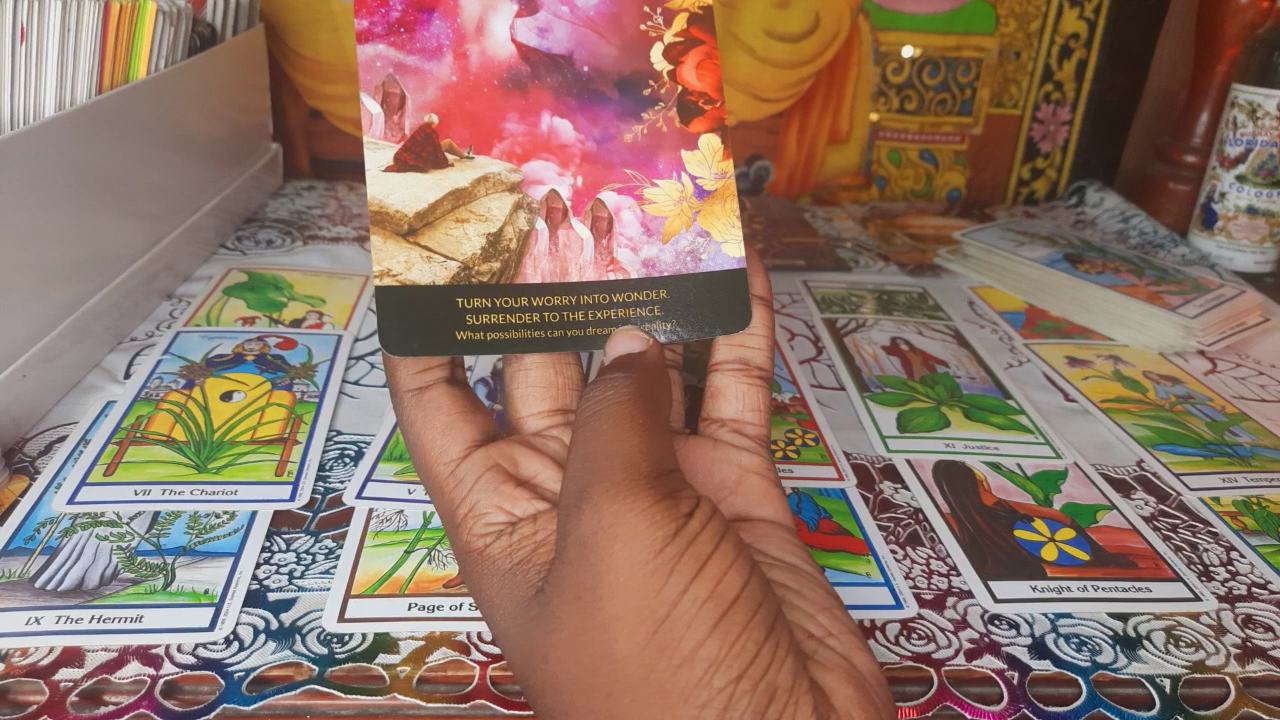 TURN YOUR WORRY INTO WONDER.
SURRENDER TO THE EXPERIENCE.
What possibilities can you dream reality?
VII The Chariot
IX The Hermit
V
Page of S
XI Justice
XIV Tempe
Knight of Pentacles
FLORIDA
COLOG